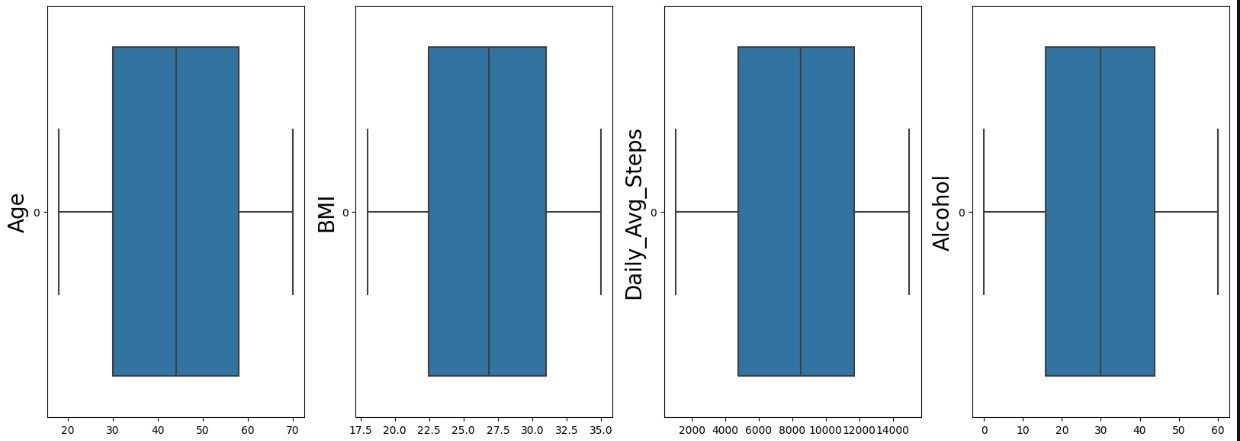 Age
0
20 30 40 50 60 70
BMI
0
17.5 20.0 22.5 25.0 27.5 30.0 32.5 35.0
Daily_Avg_Steps
0
2000 4000 6000 8000 10000 12000 14000
Alcohol
0
0 10 20 30 40 50 60